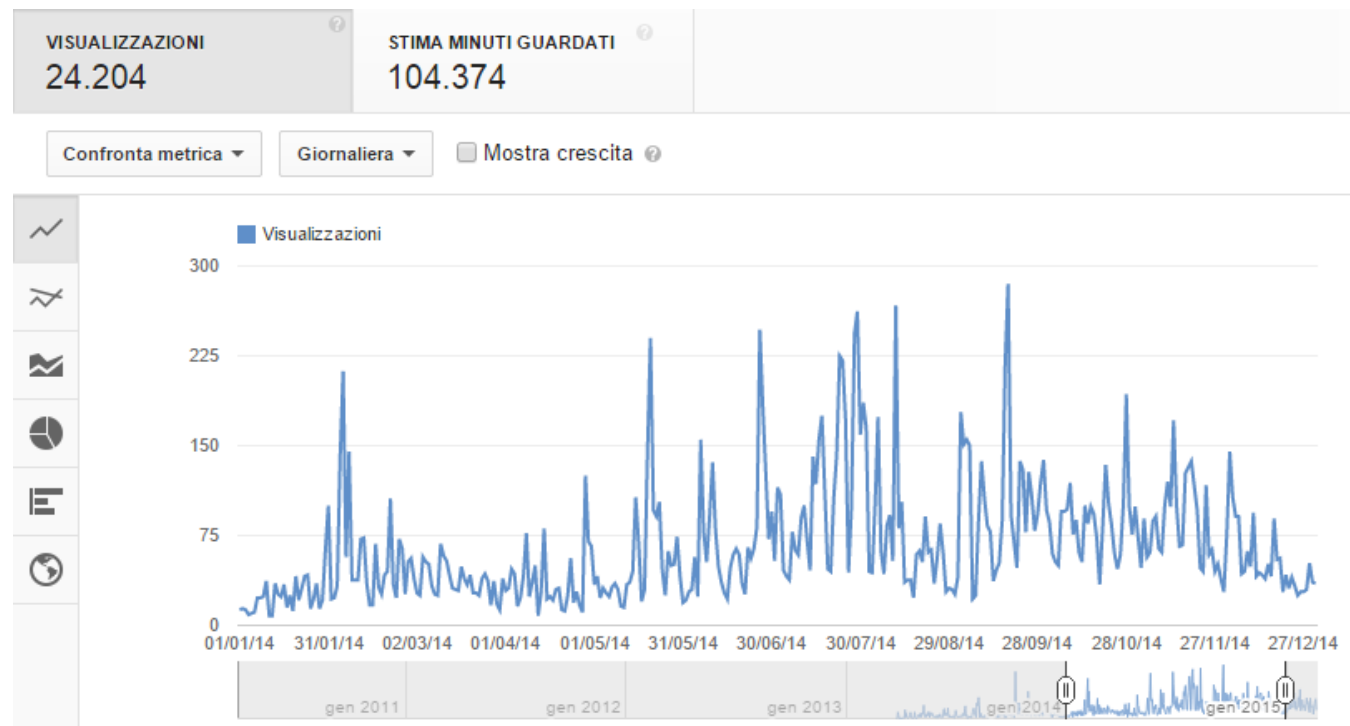 VISUALIZZAZIONI
24.204
STIMA MINUTI GUARDATI
104.374
Confronta metrica
Giornaliera
Mostra crescita
Visualizzazioni
300
225
150
75
0
01/01/14 31/01/14 02/03/14 01/04/14 01/05/14 31/05/14 30/06/14 30/07/14 29/08/14 28/09/14 28/10/14 27/11/14 27/12/14
gen 2011 gen 2012 gen 2013 gen 2014 gen 2015